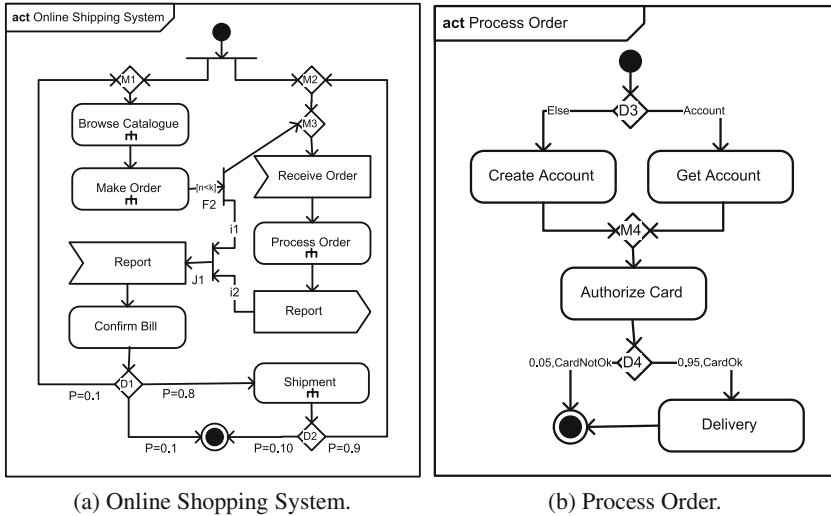 act Online Shipping System
M1
M2
Browse Catalogue
M3
Make Order
[n<k]
F2
Receive Order
i1
Process Order
Report
J1
i2
Report
Confirm Bill
D1
P=0.1
P=0.8
Shipment
P=0.1
P=0.10
D2
P=0.9
(a) Online Shopping System.
act Process Order
D3
Else
Account
Create Account
Get Account
M4
Authorize Card
0.05,CardNotOk
D4
0.95,CardOk
Delivery
(b) Process Order.